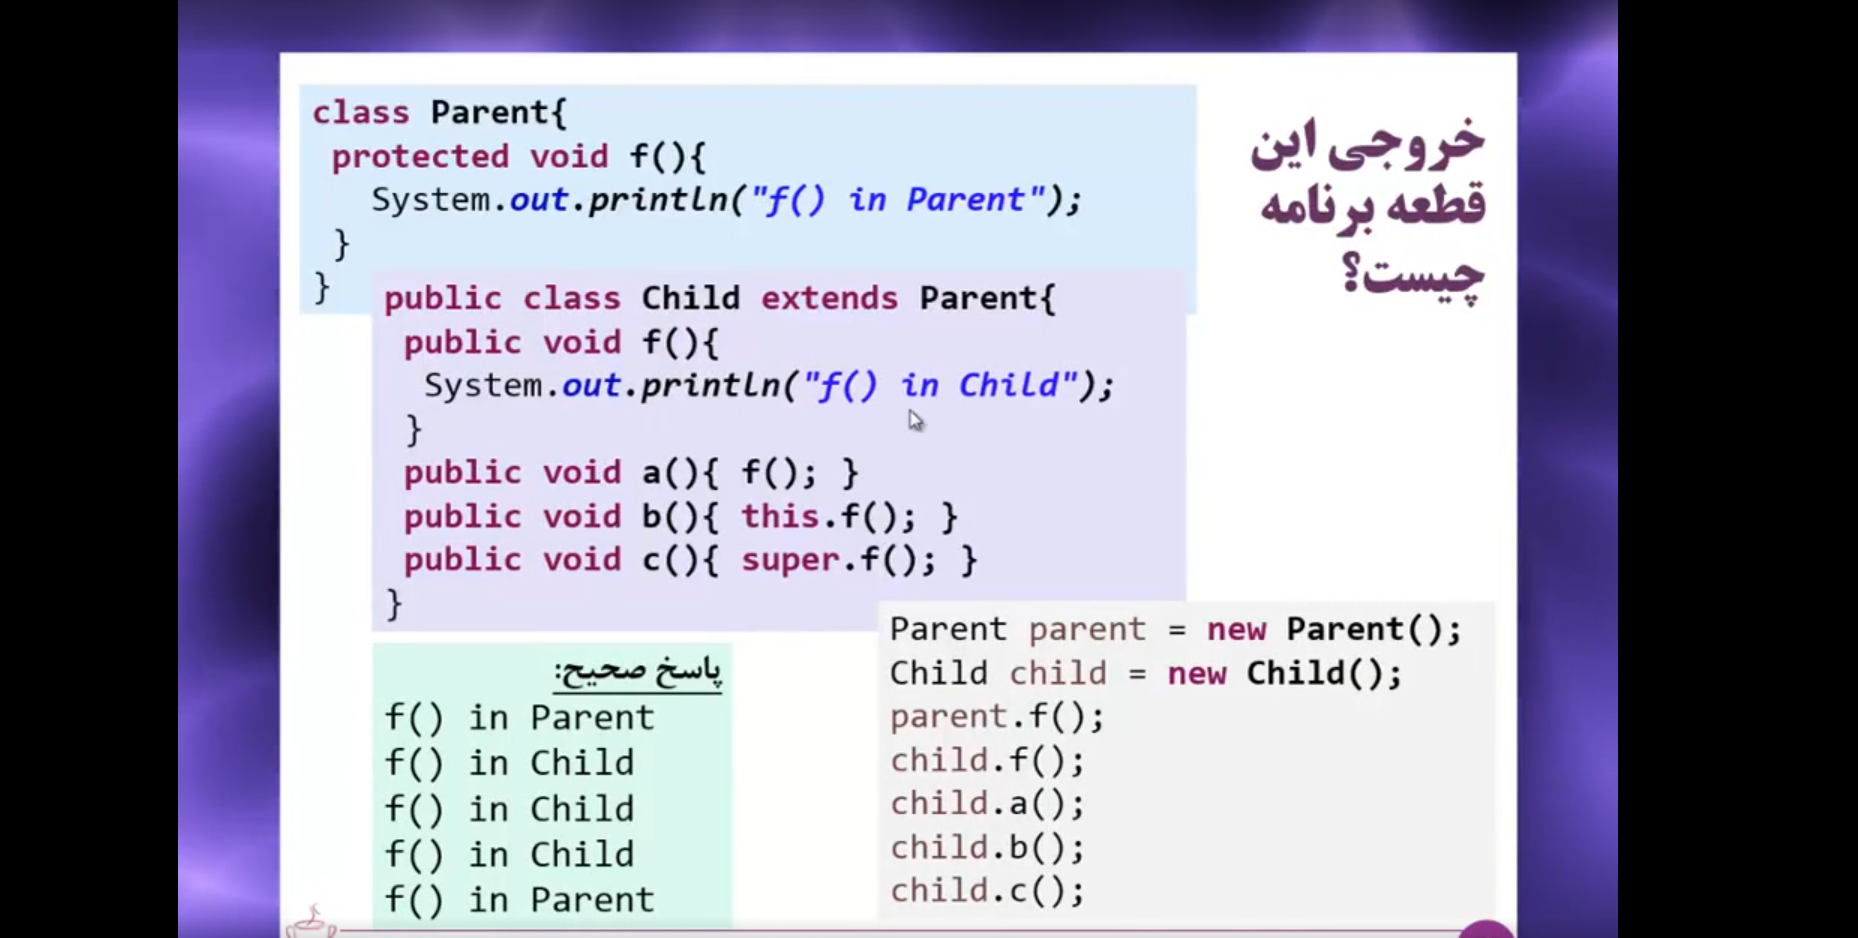 خروجی این
قطعه برنامه
چیست؟
class Parent{
protected void f(){
System.out.println("f() in Parent");
}
}
public class Child extends Parent{
public void f(){
System.out.println("f() in Child");
}
public void a(){ f(); }
public void b(){ this.f(); }
public void c(){ super.f(); }
}
Parent parent = new Parent();
Child child = new Child();
parent.f();
child.f();
child.a();
child.b();
child.c();
پاسخ صحیح:
f() in Parent
f() in Child
f() in Child
f() in Child
f() in Parent